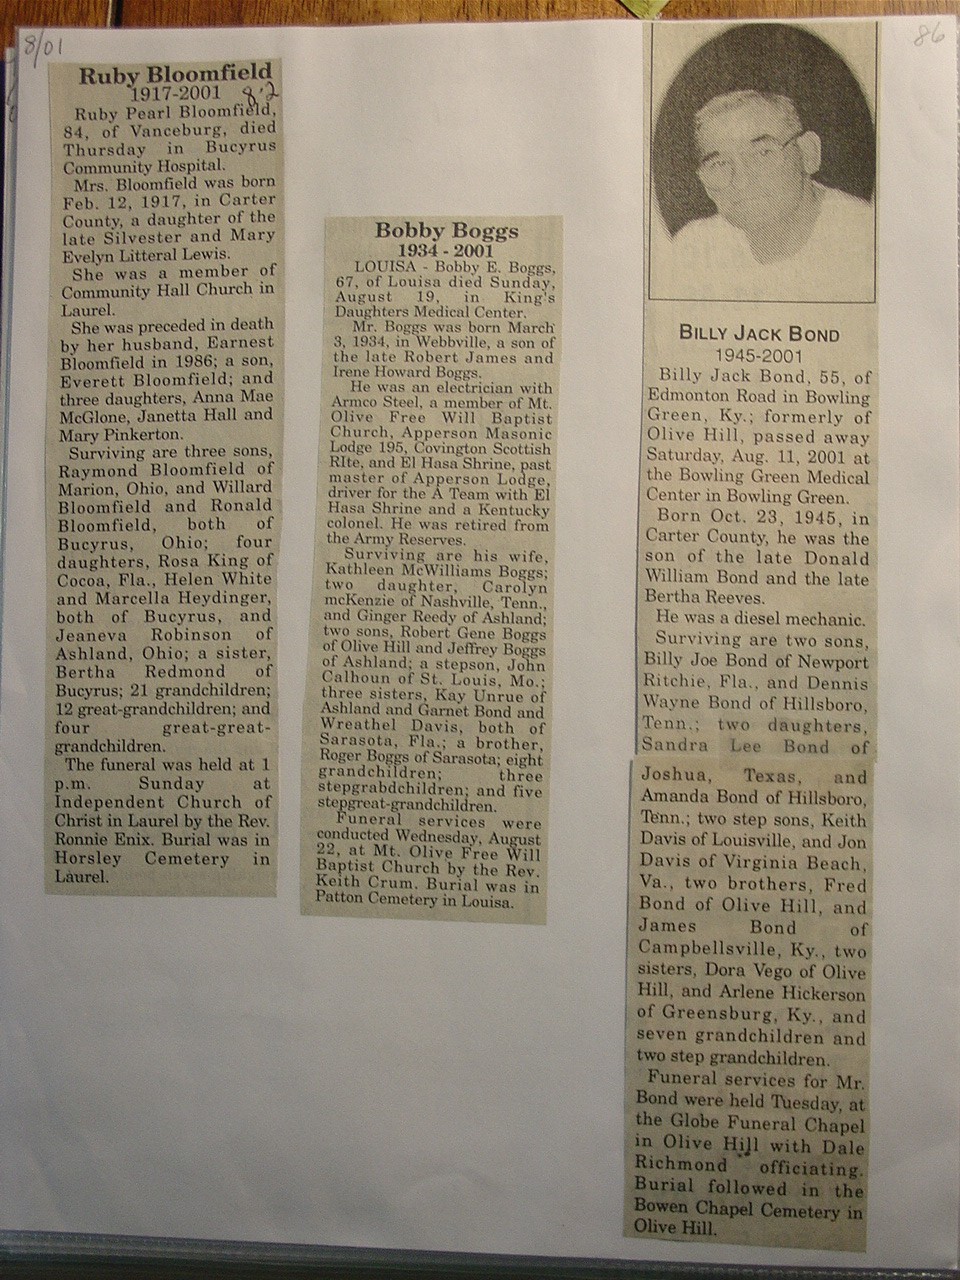 8/01
86
Ruby Bloomfield
1917-2001 8·2
Ruby Pearl Bloomfield,
84, of Vanceburg, died
Thursday in Bucyrus
Community Hospital.
Mrs. Bloomfield was born
Feb. 12, 1917, in Carter
County, a daughter of the
late Silvester and Mary
Evelyn Litteral Lewis.
She was a member of
Community Hall Church in
Laurel.
She was preceded in death
by her husband, Earnest
Bloomfield in 1986; a son,
Everett Bloomfield; and
three daughters, Anna Mae
McGlone, Janetta Hall and
Mary Pinkerton.
Surviving are three sons,
Raymond Bloomfield of
Marion, Ohio, and Willard
Bloomfield and Ronald
Bloomfield, both of
Bucyrus, Ohio; four
daughters, Rosa King of
Cocoa, Fla., Helen White
and Marcella Heydinger,
both of Bucyrus, and
Jeaneva Robinson of
Ashland, Ohio; a sister,
Bertha Redmond of
Bucyrus; 21 grandchildren;
12 great-grandchildren; and
four great-great-
grandchildren.
The funeral was held at 1
p.m. Sunday at
Independent Church of
Christ in Laurel by the Rev.
Ronnie Enix. Burial was in
Horsley Cemetery in
Laurel.
Bobby Boggs
1934 - 2001
LOUISA - Bobby E. Boggs,
67, of Louisa died Sunday,
August 19, in King's
Daughters Medical Center.
Mr. Boggs was born March
3, 1934, in Webbville, a son of
the late Robert James and
Irene Howard Boggs.
He was an electrician with
Armco Steel, a member of Mt.
Olive Free Will Baptist
Church, Apperson Masonic
Lodge 195, Covington Scottish
RIte, and El Hasa Shrine, past
master of Apperson Lodge,
driver for the A Team with El
Hasa Shrine and a Kentucky
colonel. He was retired from
the Army Reserves.
Surviving are his wife,
Kathleen McWilliams Boggs;
two daughter, Carolyn
mcKenzie of Nashville, Tenn.,
and Ginger Reedy of Ashland;
two sons, Robert Gene Boggs
of Olive Hill and Jeffrey Boggs
of Ashland; a stepson, John
Calhoun of St. Louis, Mo.;
three sisters, Kay Unrue of
Ashland and Garnet Bond and
Wreathel Davis, both of
Sarasota, Fla.; a brother,
Roger Boggs of Sarasota; eight
grandchildren; three
stepgrabdchildren; and five
stepgreat-grandchildren.
Funeral services were
conducted Wednesday, August
22, at Mt. Olive Free Will
Baptist Church by the Rev.
Keith Crum. Burial was in
Patton Cemetery in Louisa.
BILLY JACK BOND
1945-2001
Billy Jack Bond, 55, of
Edmonton Road in Bowling
Green, Ky.; formerly of
Olive Hill, passed away
Saturday, Aug. 11, 2001 at
the Bowling Green Medical
Center in Bowling Green.
Born Oct. 23, 1945, in
Carter County, he was the
son of the late Donald
William Bond and the late
Bertha Reeves.
He was a diesel mechanic.
Surviving are two sons,
Billy Joe Bond of Newport
Ritchie, Fla., and Dennis
Wayne Bond of Hillsboro,
Tenn.; two daughters,
Sandra Lee Bond of
Joshua, Texas, and
Amanda Bond of Hillsboro,
Tenn.; two step sons, Keith
Davis of Louisville, and Jon
Davis of Virginia Beach,
Va., two brothers, Fred
Bond of Olive Hill, and
James Bond of
Campbellsville, Ky., two
sisters, Dora Vego of Olive
Hill, and Arlene Hickerson
of Greensburg, Ky., and
seven grandchildren and
two step grandchildren.
Funeral services for Mr.
Bond were held Tuesday, at
the Globe Funeral Chapel
in Olive Hill with Dale
Richmond officiating.
Burial followed in the
Bowen Chapel Cemetery in
Olive Hill.